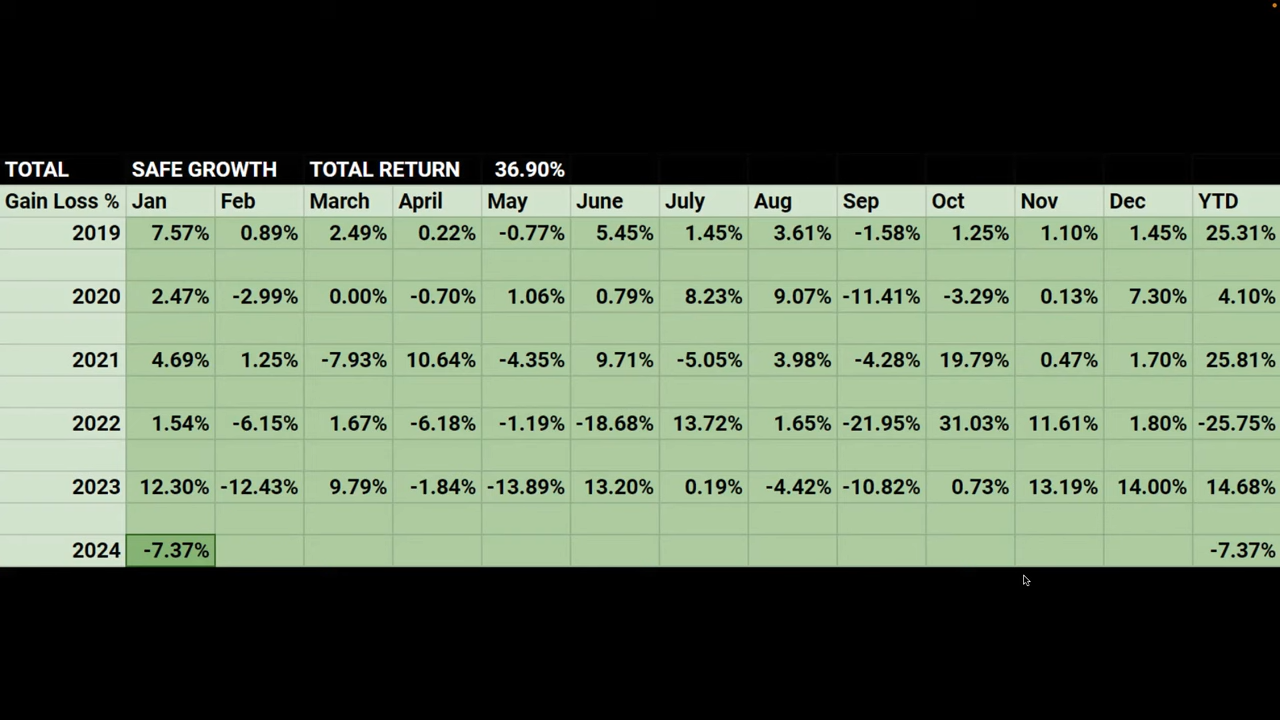 TOTAL SAFE GROWTH TOTAL RETURN 36.90%
Gain Loss % Jan Feb March April May June July Aug Sep Oct Nov Dec YTD
2019 7.57% 0.89% 2.49% 0.22% -0.77% 5.45% 1.45% 3.61% -1.58% 1.25% 1.10% 1.45% 25.31%
2020 2.47% -2.99% 0.00% -0.70% 1.06% 0.79% 8.23% 9.07% -11.41% -3.29% 0.13% 7.30% 4.10%
2021 4.69% 1.25% -7.93% 10.64% -4.35% 9.71% -5.05% 3.98% -4.28% 19.79% 0.47% 1.70% 25.81%
2022 1.54% -6.15% 1.67% -6.18% -1.19% -18.68% 13.72% 1.65% -21.95% 31.03% 11.61% 1.80% -25.75%
2023 12.30% -12.43% 9.79% -1.84% -13.89% 13.20% 0.19% -4.42% -10.82% 0.73% 13.19% 14.00% 14.68%
2024 -7.37% -7.37%